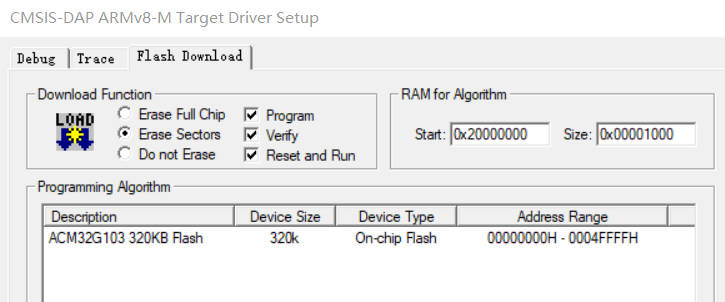 CMSIS-DAP ARMv8-M Target Driver Setup
Debug Trace Flash Download
Download Function
LOAD
Erase Full Chip Program
Erase Sectors Verify
Do not Erase Reset and Run
RAM for Algorithm
Start: 0x20000000 Size: 0x00001000
Programming Algorithm
Description Device Size Device Type Address Range
ACM32G103 320KB Flash 320k On-chip Flash 00000000H - 0004FFFFH